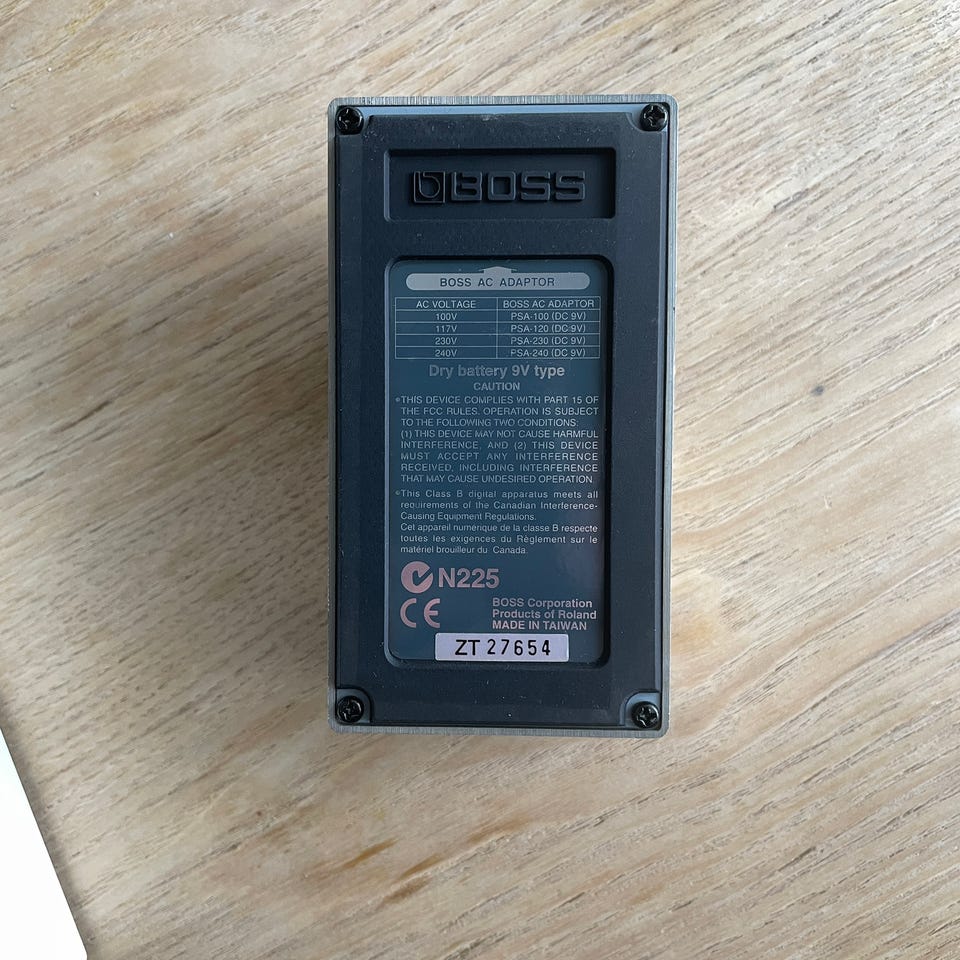 BOSS
BOSS AC ADAPTOR
AC VOLTAGE BOSS AC ADAPTOR
100V PSA-100 (DC 9V)
117V PSA-120 (DC 9V)
230V PSA-230 (DC 9V)
240V PSA-240 (DC 9V)
Dry battery 9V type
CAUTION
•THIS DEVICE COMPLIES WITH PART 15 OF
THE FCC RULES. OPERATION IS SUBJECT
TO THE FOLLOWING TWO CONDITIONS:
(1) THIS DEVICE MAY NOT CAUSE HARMFUL
INTERFERENCE, AND (2) THIS DEVICE
MUST ACCEPT ANY INTERFERENCE
RECEIVED, INCLUDING INTERFERENCE
THAT MAY CAUSE UNDESIRED OPERATION.
•This Class B digital apparatus meets all
requirements of the Canadian Interference-
Causing Equipment Regulations.
Cet appareil numérique de la classe B respecte
toutes les exigences du Règlement sur le
matériel brouilleur du Canada.
N225
CE
BOSS Corporation
Products of Roland
MADE IN TAIWAN
ZT 27654